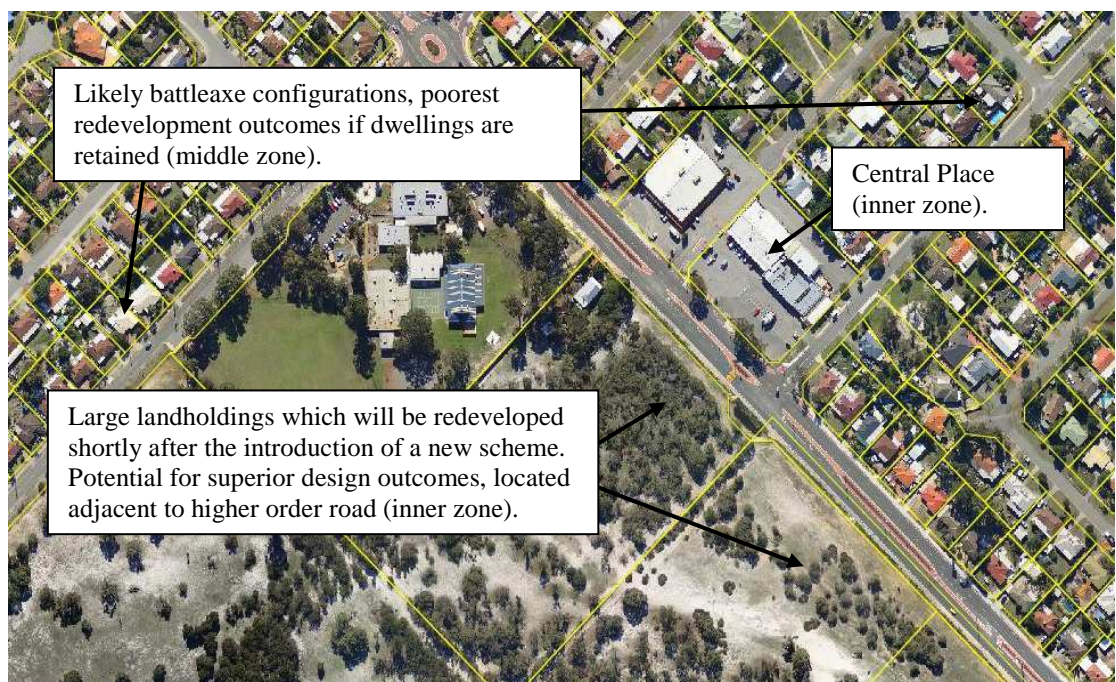 Likely battleaxe configurations, poorest
redevelopment outcomes if dwellings are
retained (middle zone).
Central Place
(inner zone).
Large landholdings which will be redeveloped
shortly after the introduction of a new scheme.
Potential for superior design outcomes, located
adjacent to higher order road (inner zone).